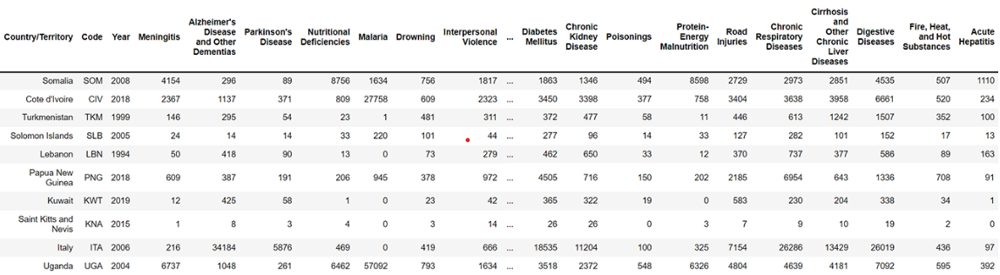 Country/Territory Code Year Meningitis Alzheimer's Disease and Other Dementias Parkinson's Disease Nutritional Deficiencies Malaria Drowning Interpersonal Violence ... Diabetes Mellitus Chronic Kidney Disease Poisonings Protein-Energy Malnutrition Road Injuries Chronic Respiratory Diseases Cirrhosis and Other Chronic Liver Diseases Digestive Diseases Fire, Heat, and Hot Substances Acute Hepatitis
Somalia SOM 2008 4154 296 89 8756 1634 756 1817 ... 1863 1346 494 8598 2729 2973 2851 4535 507 1110
Cote d'Ivoire CIV 2018 2367 1137 371 809 27758 609 2323 ... 3450 3398 377 758 3404 3638 3958 6661 520 234
Turkmenistan TKM 1999 146 295 54 23 1 481 311 ... 372 477 58 11 446 613 1242 1507 352 100
Solomon Islands SLB 2005 24 14 14 33 220 101 44 ... 277 96 14 33 127 282 101 152 17 13
Lebanon LBN 1994 50 418 90 13 0 73 279 ... 462 650 33 12 370 737 377 586 89 163
Papua New Guinea PNG 2018 609 387 191 206 945 378 972 ... 4505 716 150 202 2185 6954 643 1336 708 91
Kuwait KWT 2019 12 425 58 1 0 23 42 ... 365 322 19 0 583 230 204 338 34 1
Saint Kitts and Nevis KNA 2015 1 8 3 4 0 3 14 ... 26 26 0 3 7 9 10 19 2 0
Italy ITA 2006 216 34184 5876 469 0 419 666 ... 18535 11204 100 325 7154 26286 13429 26019 436 97
Uganda UGA 2004 6737 1048 261 6462 57092 793 1634 ... 3518 2372 548 6326 4804 4639 4181 7092 595 392